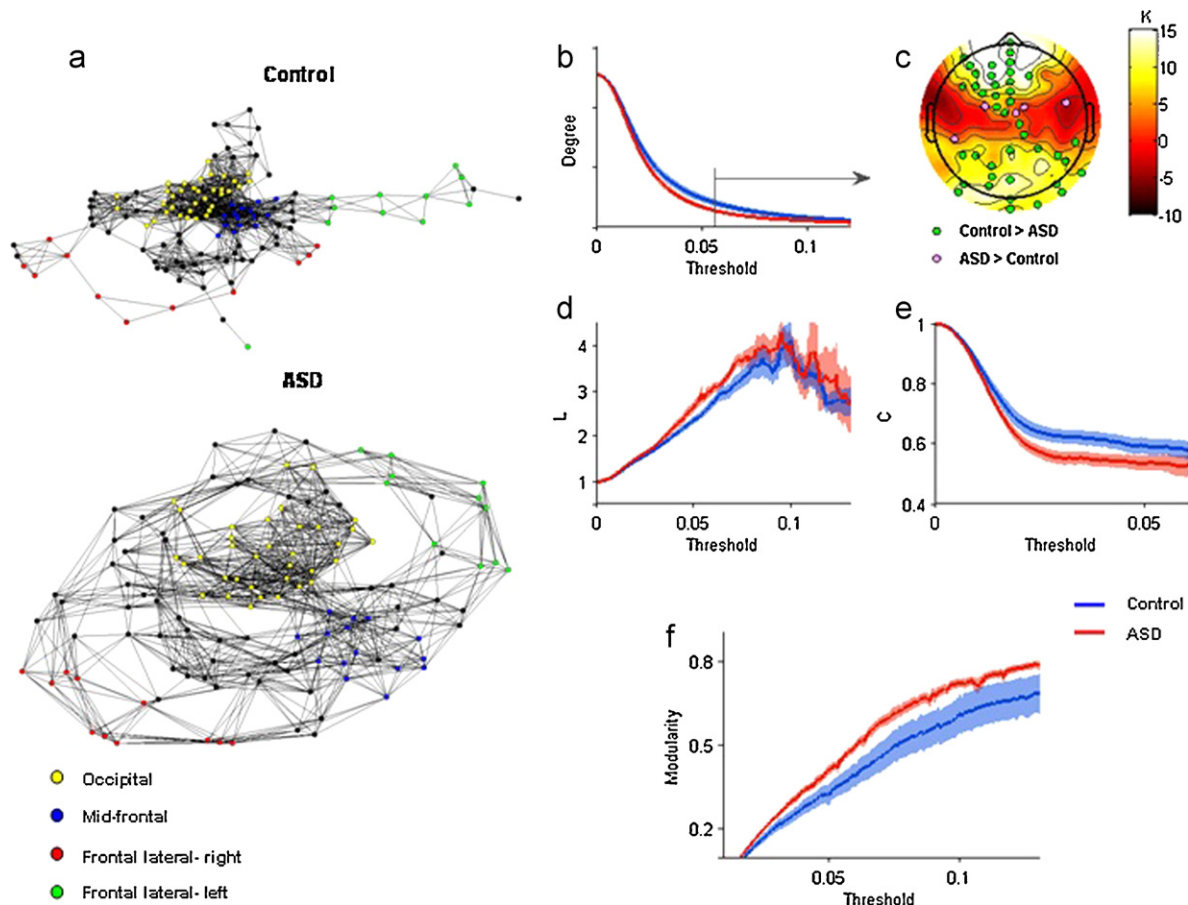 a
Control
ASD
Occipital
Mid-frontal
Frontal lateral- right
Frontal lateral- left
b
Degree
0
0.05
0.1
Threshold
c
K
15
10
5
0
-5
-10
Control > ASD
ASD > Control
d
L
4
3
2
1
0
0.05
0.1
Threshold
e
C
1
0.8
0.6
0.4
0
0.05
Threshold
Control
ASD
f
Modularity
0.8
0.5
0.2
0.05
0.1
Threshold